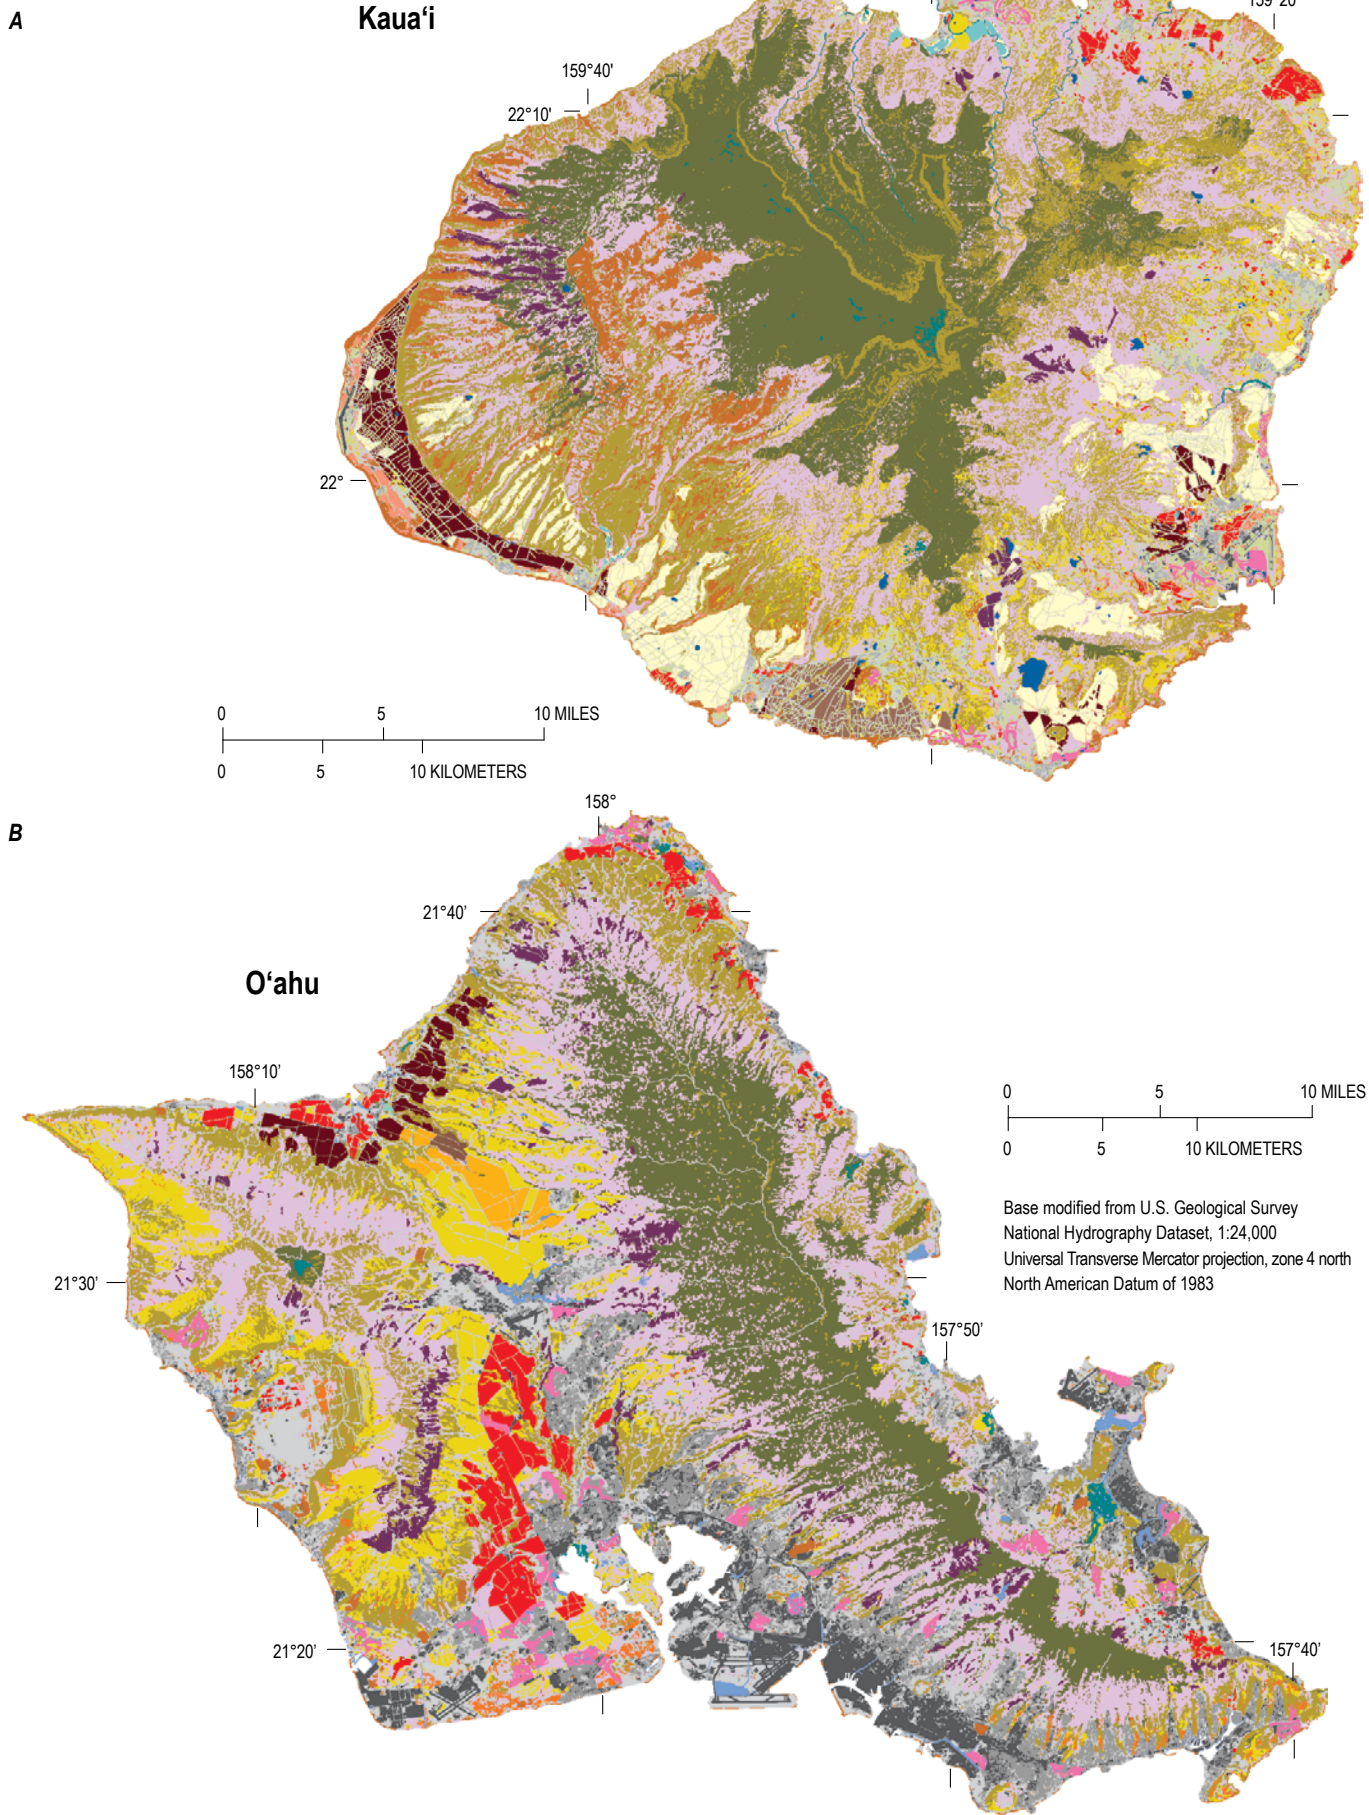 A
Kaua‘i
159°40'
22°10'
22°
0 5 10 MILES
0 5 10 KILOMETERS
B
158°
21°40'
O‘ahu
158°10'
0 5 10 MILES
0 5 10 KILOMETERS
Base modified from U.S. Geological Survey
National Hydrography Dataset, 1:24,000
Universal Transverse Mercator projection, zone 4 north
North American Datum of 1983
21°30'
157°50'
21°20'
157°40'